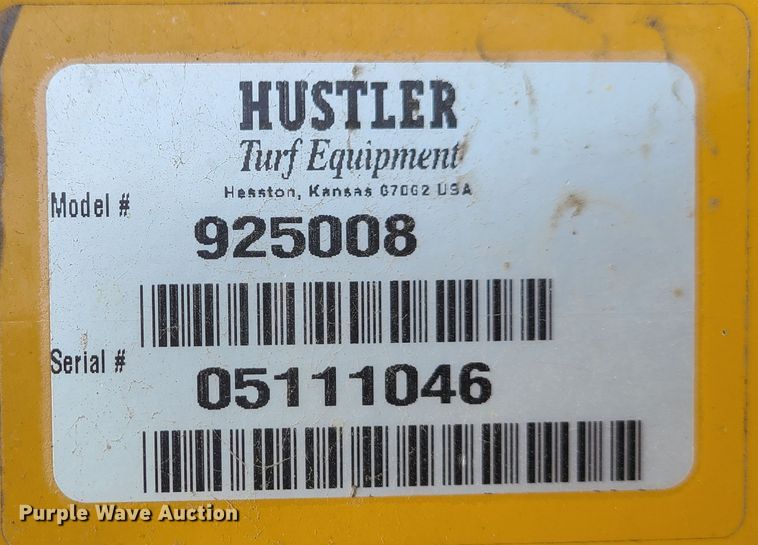 HUSTLER
Turf Equipment
Hesston, Kansas 67062 USA
Model #
925008
Serial #
05111046
Purple Wave Auction